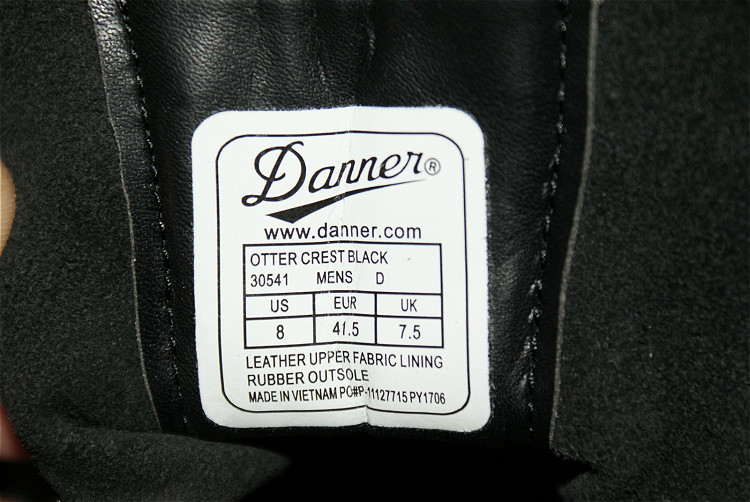 Danner®
www.danner.com
OTTER CREST BLACK
30541 MENS D
US EUR UK
8 41.5 7.5
LEATHER UPPER FABRIC LINING
RUBBER OUTSOLE
MADE IN VIETNAM PO#P-11127715 PY1706